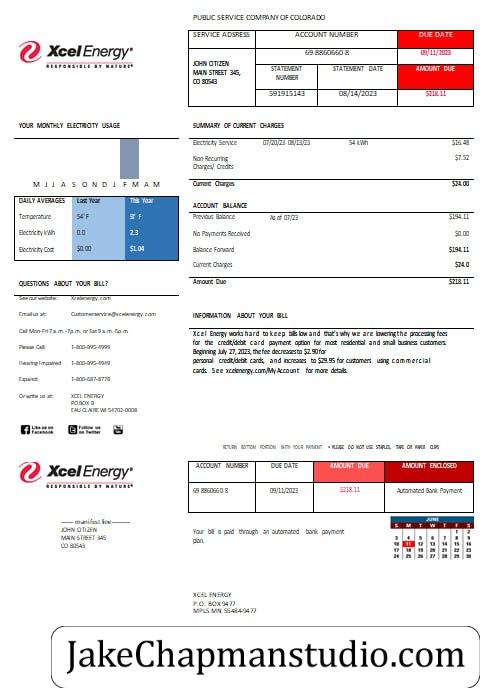 PUBLIC SERVICE COMPANY OF COLORADO
Xcel Energy®
RESPONSIBLE BY NATURE®
SERVICE ADSRESS ACCOUNT NUMBER DUE DATE
JOHN CITIZEN
MAIN STREET 345,
CO 80543
69 8860660 8 09/11/2023
STATEMENT NUMBER STATEMENT DATE AMOUNT DUE
591915143 08/14/2023 $218.11
YOUR MONTHLY ELECTRICITY USAGE
M J J A S O N D J F M A M
DAILY AVERAGES Last Year This Year
Temperature 54° F
Electricity kWh 0.0 2.3
Electricity Cost $0.00 $1.04
QUESTIONS ABOUT YOUR BILL?
See our website: Xcelenergy.com
Email us at: Customerservice@xcelenergy.com
Call Mon-Fri 7 a.m.-7p.m. or Sat 9 a.m.-5p.m.
Please Call: 1-800-895-4999
Hearing Impaired 1-800-895-4949
Espanol: 1-800-687-8778
Or write us at: XCEL ENERGY
PO BOX 8
EAU CLAIRE WI 54702-0008
Like us on Facebook
Follow us on Twitter
SUMMARY OF CURRENT CHARGES
Electricity Service 07/20/23 08/13/23 54 kWh $16.48
Non Recurring Charges/ Credits $7.52
Current Charges $24.00
ACCOUNT BALANCE
Previous Balance As of 07/23 $194.11
No Payments Received $0.00
Balance Forward $194.11
Current Charges $24.0
Amount Due $218.11
INFORMATION ABOUT YOUR BILL
Xcel Energy works hard to keep bills low and that's why we are lowering the processing fees
for the credit/debit card payment option for most residential and small business customers.
Beginning July 27, 2023, the fee decreases to $2.90 for
personal credit/debit cards, and increases to $29.95 for customers using commercial
cards. See xcelenergy.com/My Account for more details.
RETURN BOTTOM PORTION WITH YOUR PAYMENT • PLEASE DO NOT USE STAPLES, TAPE OR PAPER CLIPS
Xcel Energy®
RESPONSIBLE BY NATURE®
ACCOUNT NUMBER DUE DATE AMOUNT DUE AMOUNT ENCLOSED
69 8860660 8 09/11/2023 $218.11 Automated Bank Payment
------ manifest line---------
JOHN CITIZEN
MAIN STREET 345
CO 80543
Your bill is paid through an automated bank payment
plan.
JUNE
S M T W T F S
1 2
3 4 5 6 7 8 9
10 11 12 13 14 15 16
17 18 19 20 21 22 23
24 25 26 27 28 29 30
XCEL ENERGY
P.O. BOX 9477
MPLS MN 55484-9477
JakeChapmanstudio.com